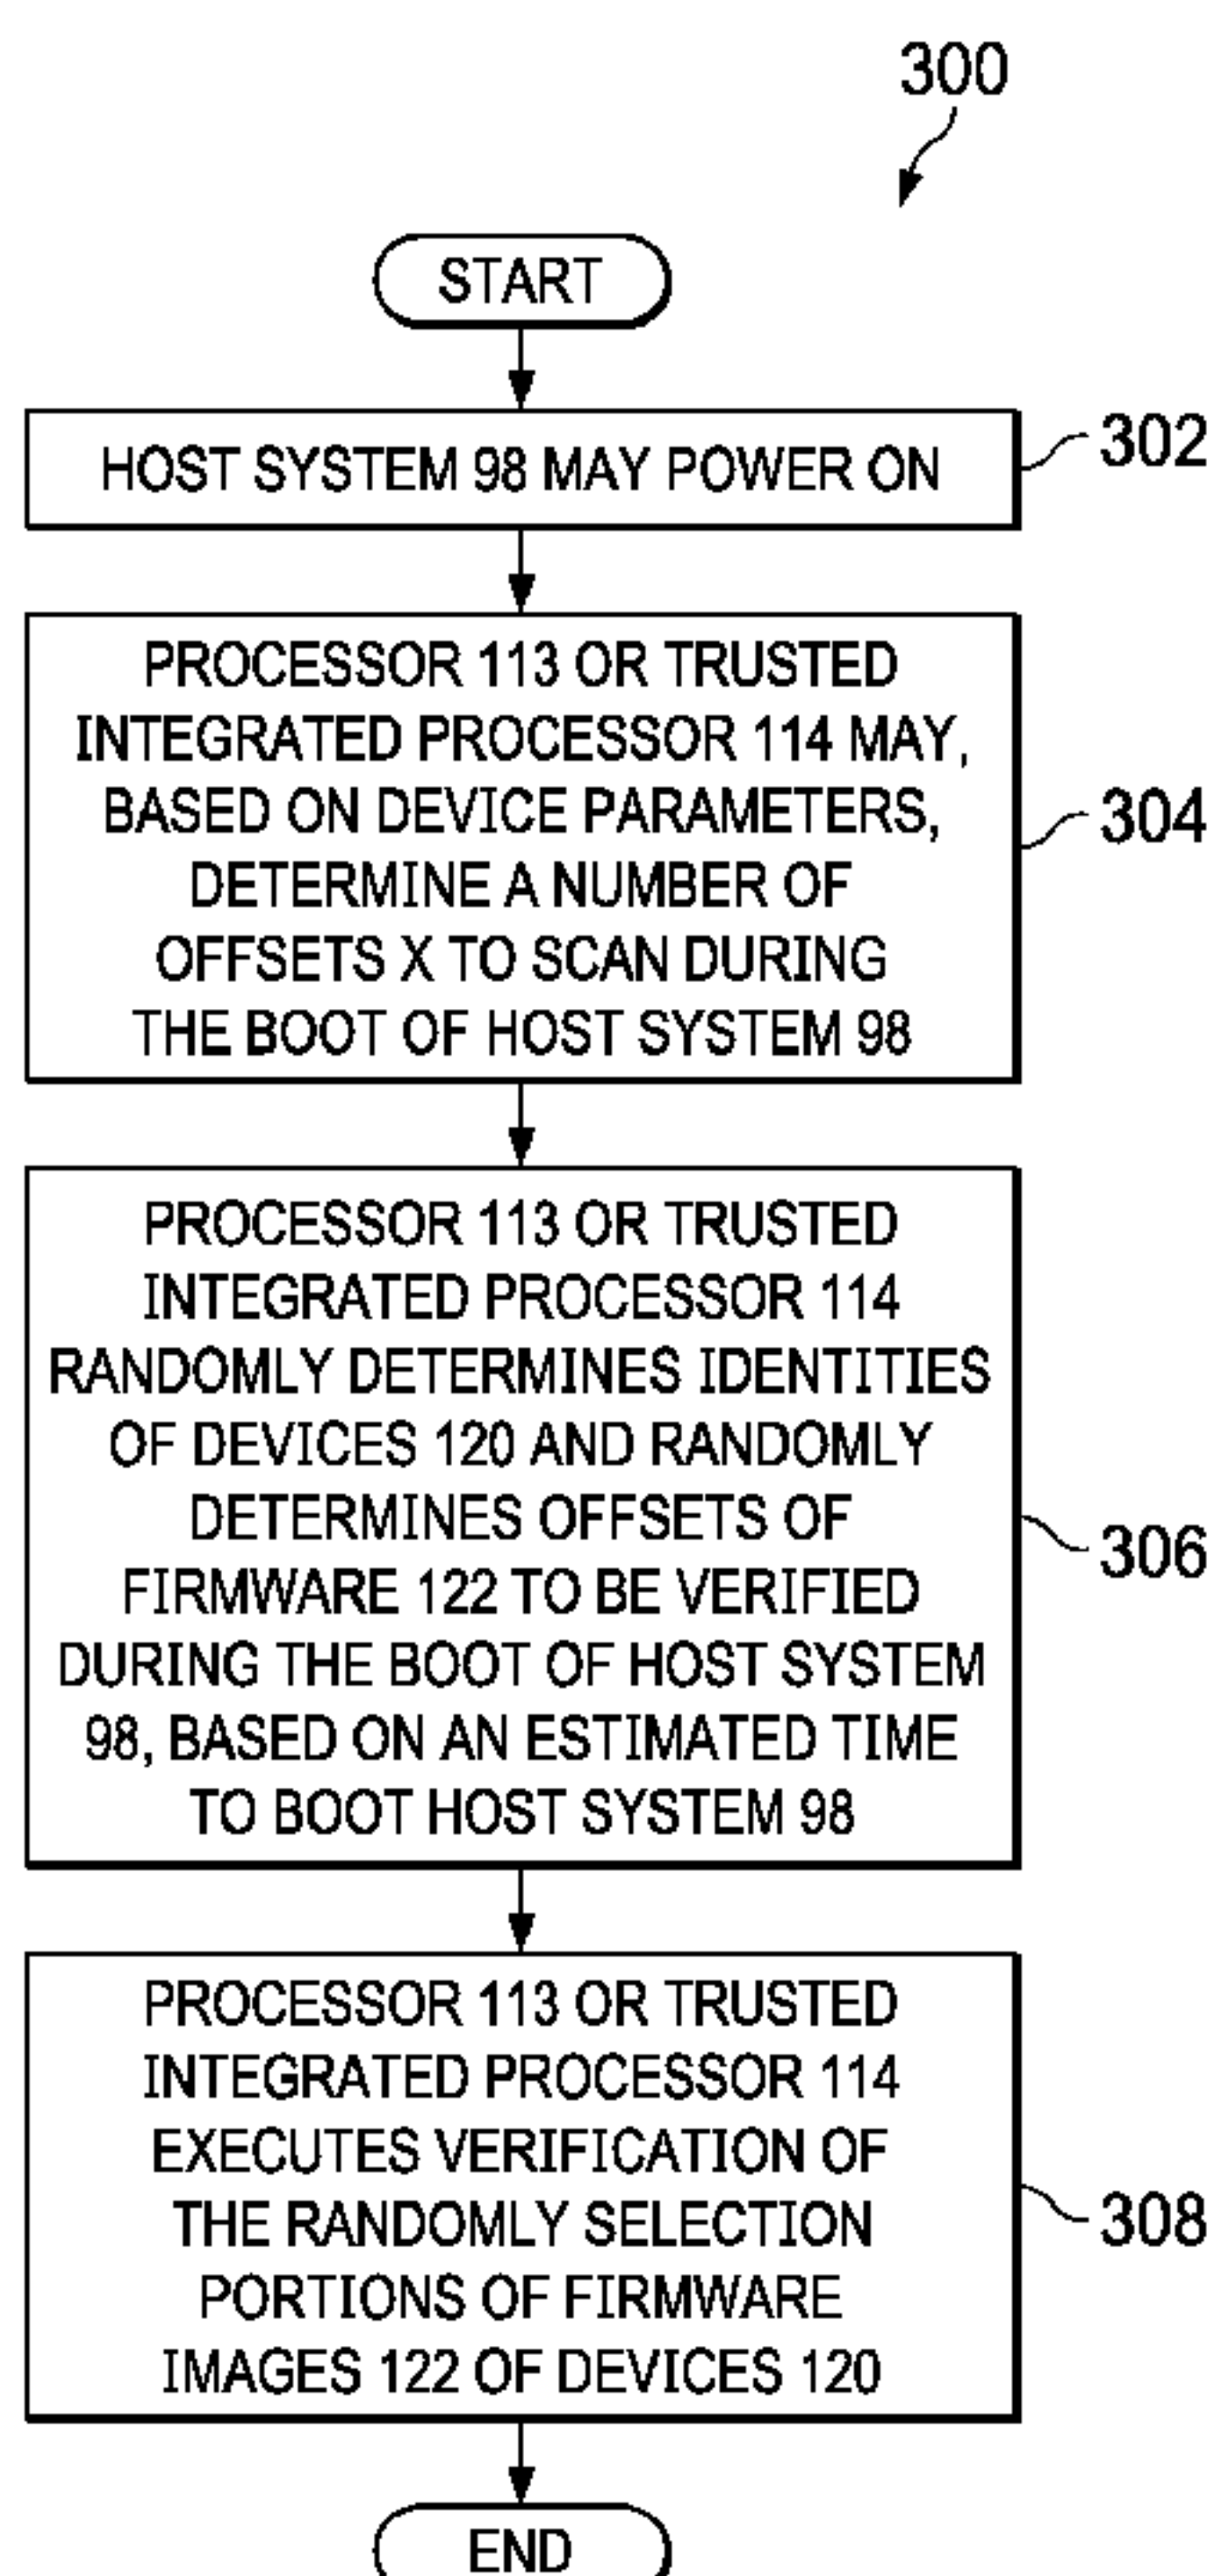 300
START
HOST SYSTEM 98 MAY POWER ON
302
PROCESSOR 113 OR TRUSTED
INTEGRATED PROCESSOR 114 MAY,
BASED ON DEVICE PARAMETERS,
DETERMINE A NUMBER OF
OFFSETS X TO SCAN DURING
THE BOOT OF HOST SYSTEM 98
304
PROCESSOR 113 OR TRUSTED
INTEGRATED PROCESSOR 114
RANDOMLY DETERMINES IDENTITIES
OF DEVICES 120 AND RANDOMLY
DETERMINES OFFSETS OF
FIRMWARE 122 TO BE VERIFIED
DURING THE BOOT OF HOST SYSTEM
98, BASED ON AN ESTIMATED TIME
TO BOOT HOST SYSTEM 98
306
PROCESSOR 113 OR TRUSTED
INTEGRATED PROCESSOR 114
EXECUTES VERIFICATION OF
THE RANDOMLY SELECTION
PORTIONS OF FIRMWARE
IMAGES 122 OF DEVICES 120
308
END